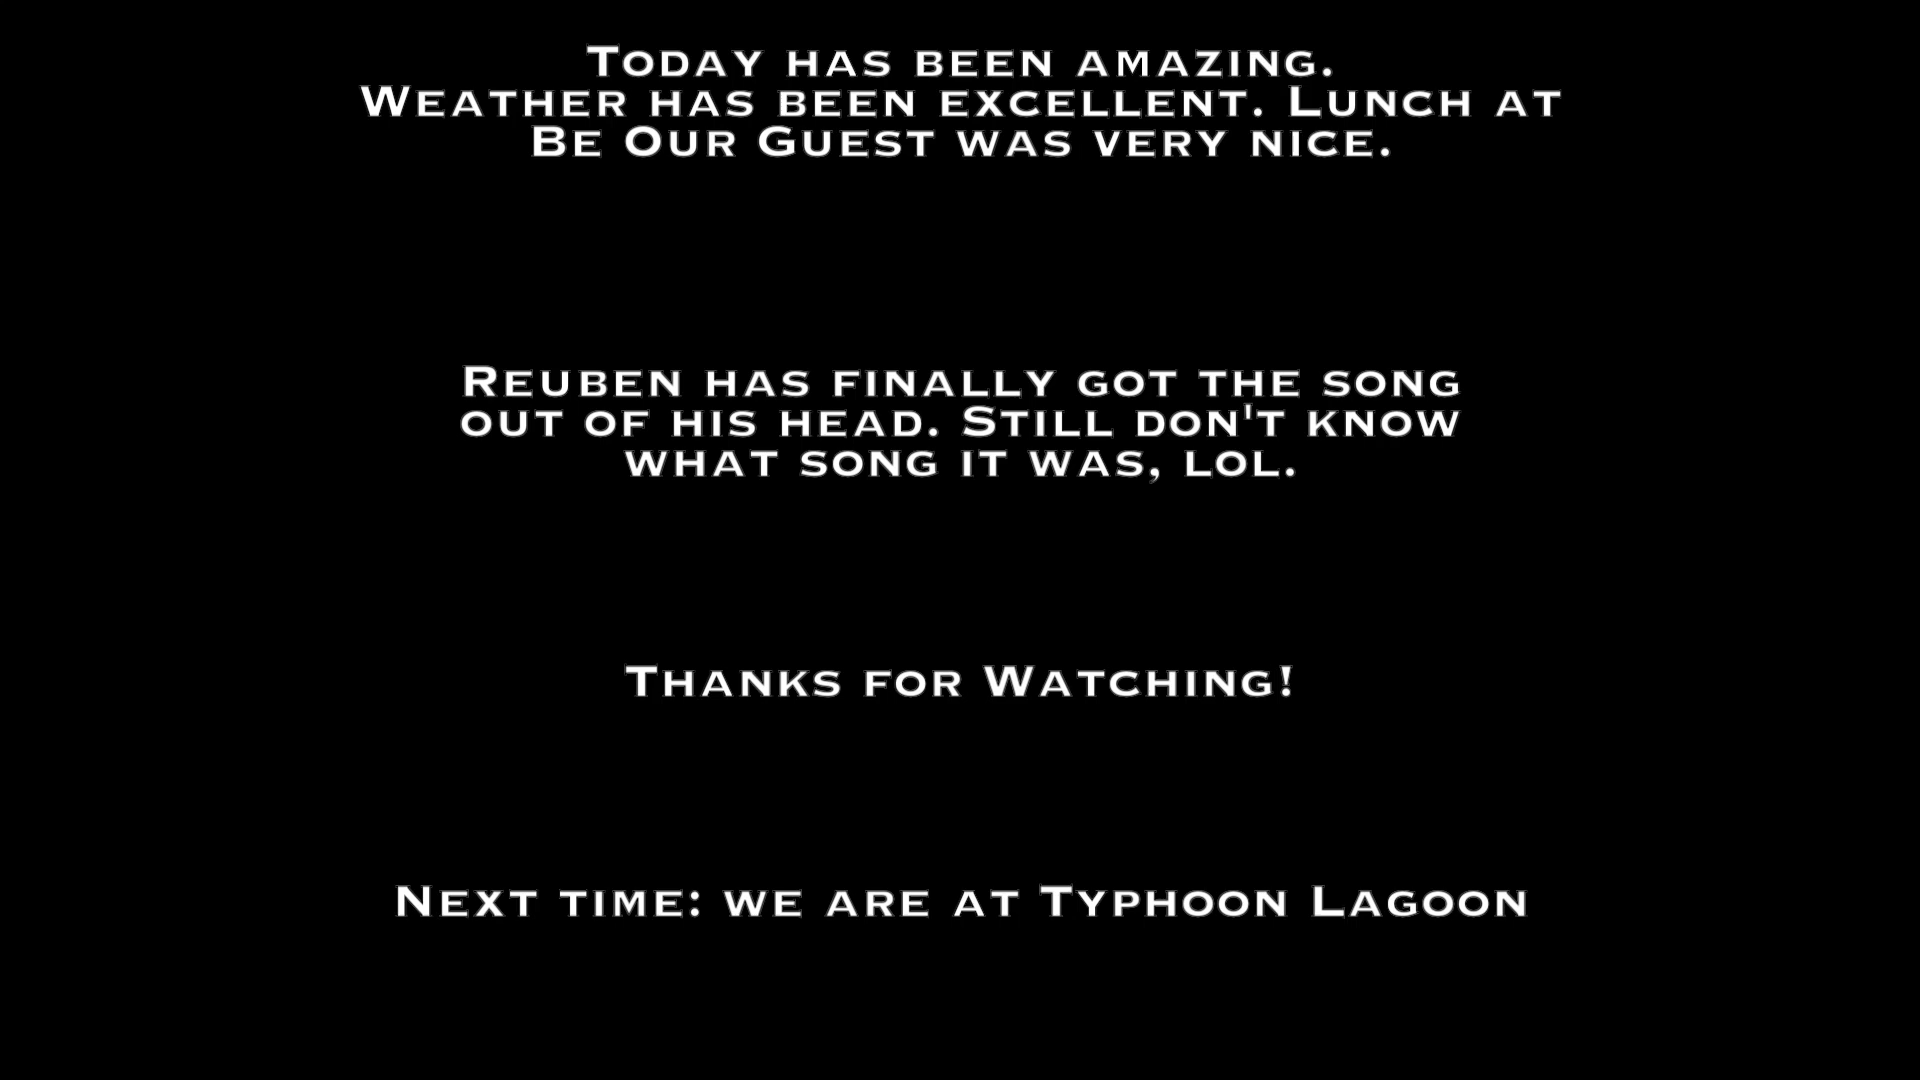 Today has been amazing.
Weather has been excellent. Lunch at
Be Our Guest was very nice.
Reuben has finally got the song
out of his head. Still don't know
what song it was, lol.
Thanks for Watching!
Next time: we are at Typhoon Lagoon